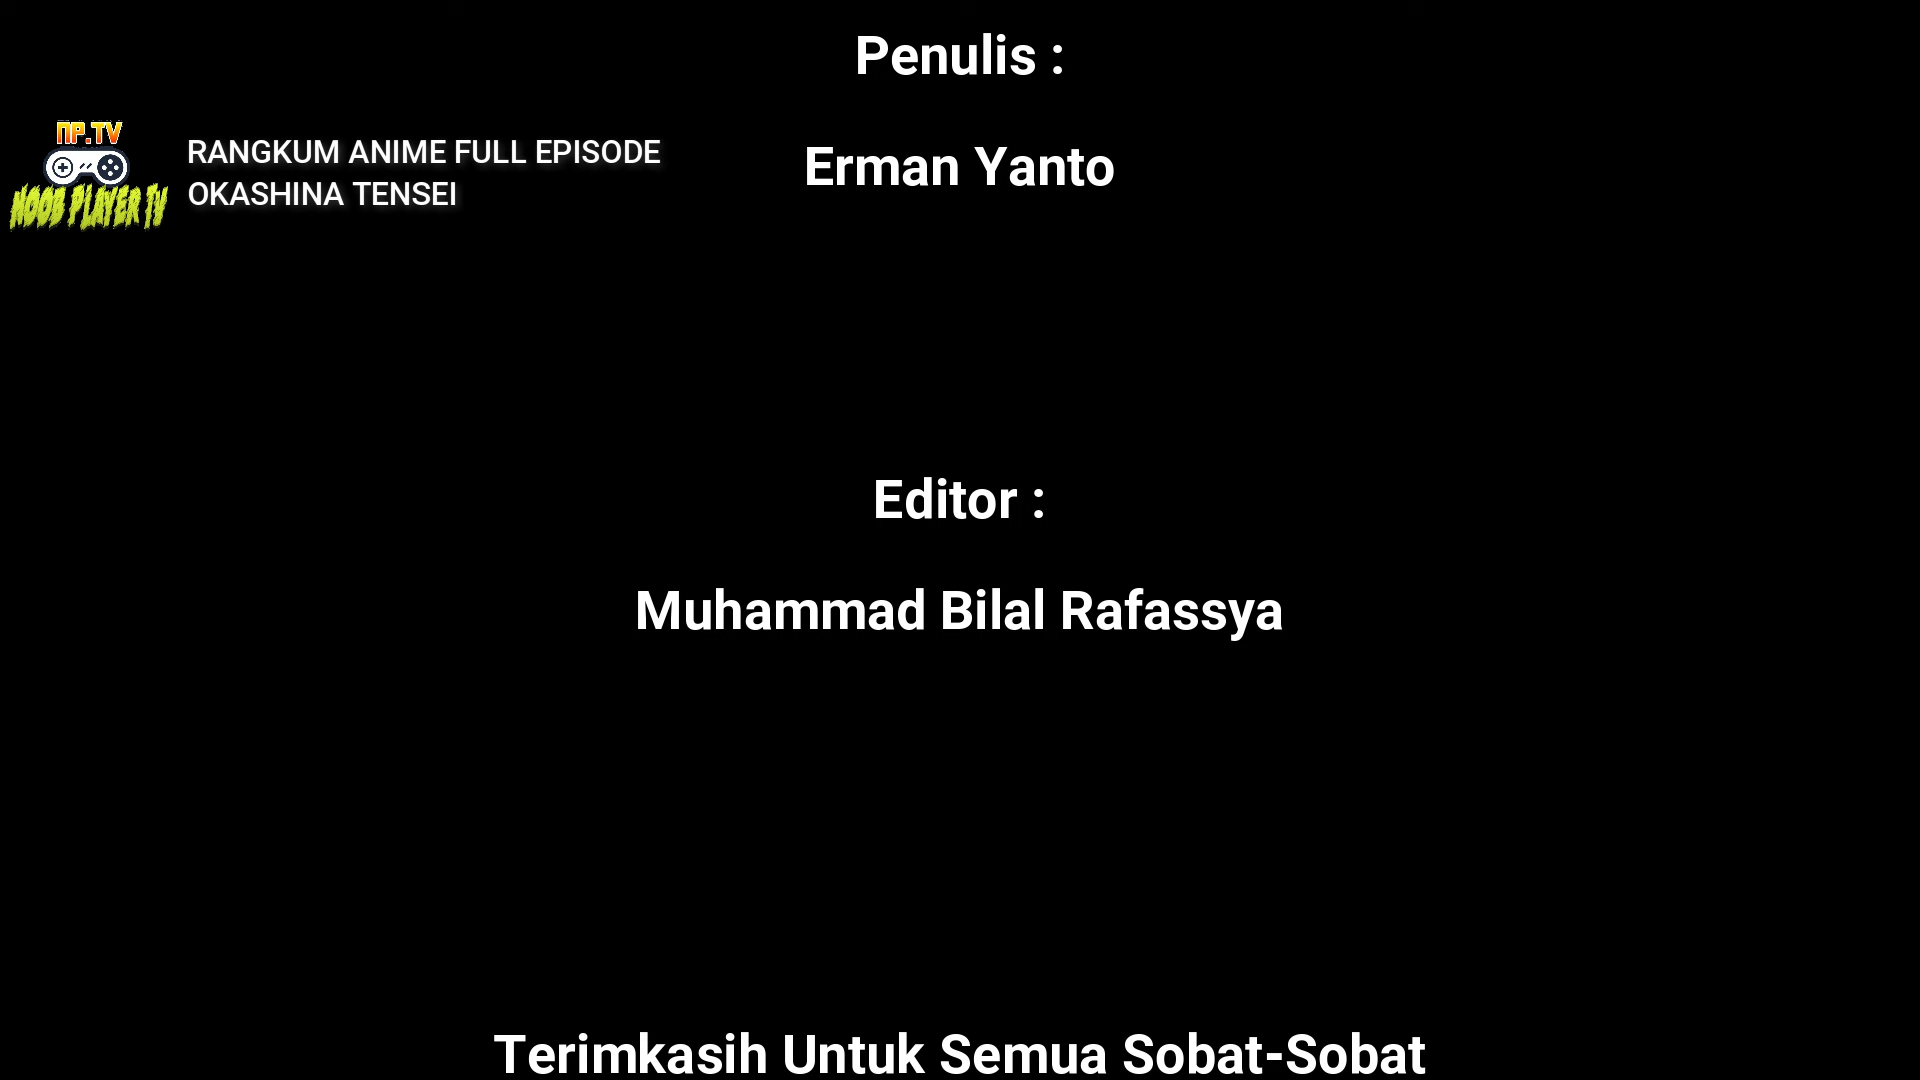 Penulis :
NP.TV
NOOB PLAYER TV
RANGKUM ANIME FULL EPISODE
OKASHINA TENSEI
Erman Yanto
Editor :
Muhammad Bilal Rafassya
Terimkasih Untuk Semua Sobat-Sobat